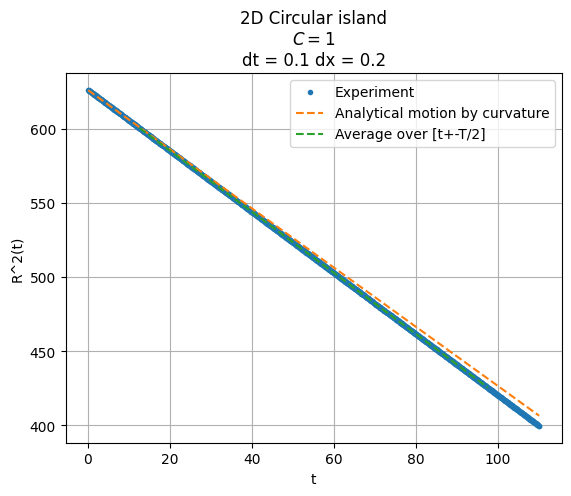 2D Circular island
C = 1
dt = 0.1 dx = 0.2
Experiment
Analytical motion by curvature
Average over [t+-T/2]
R^2(t)
600
550
500
450
400
0 20 40 60 80 100
t